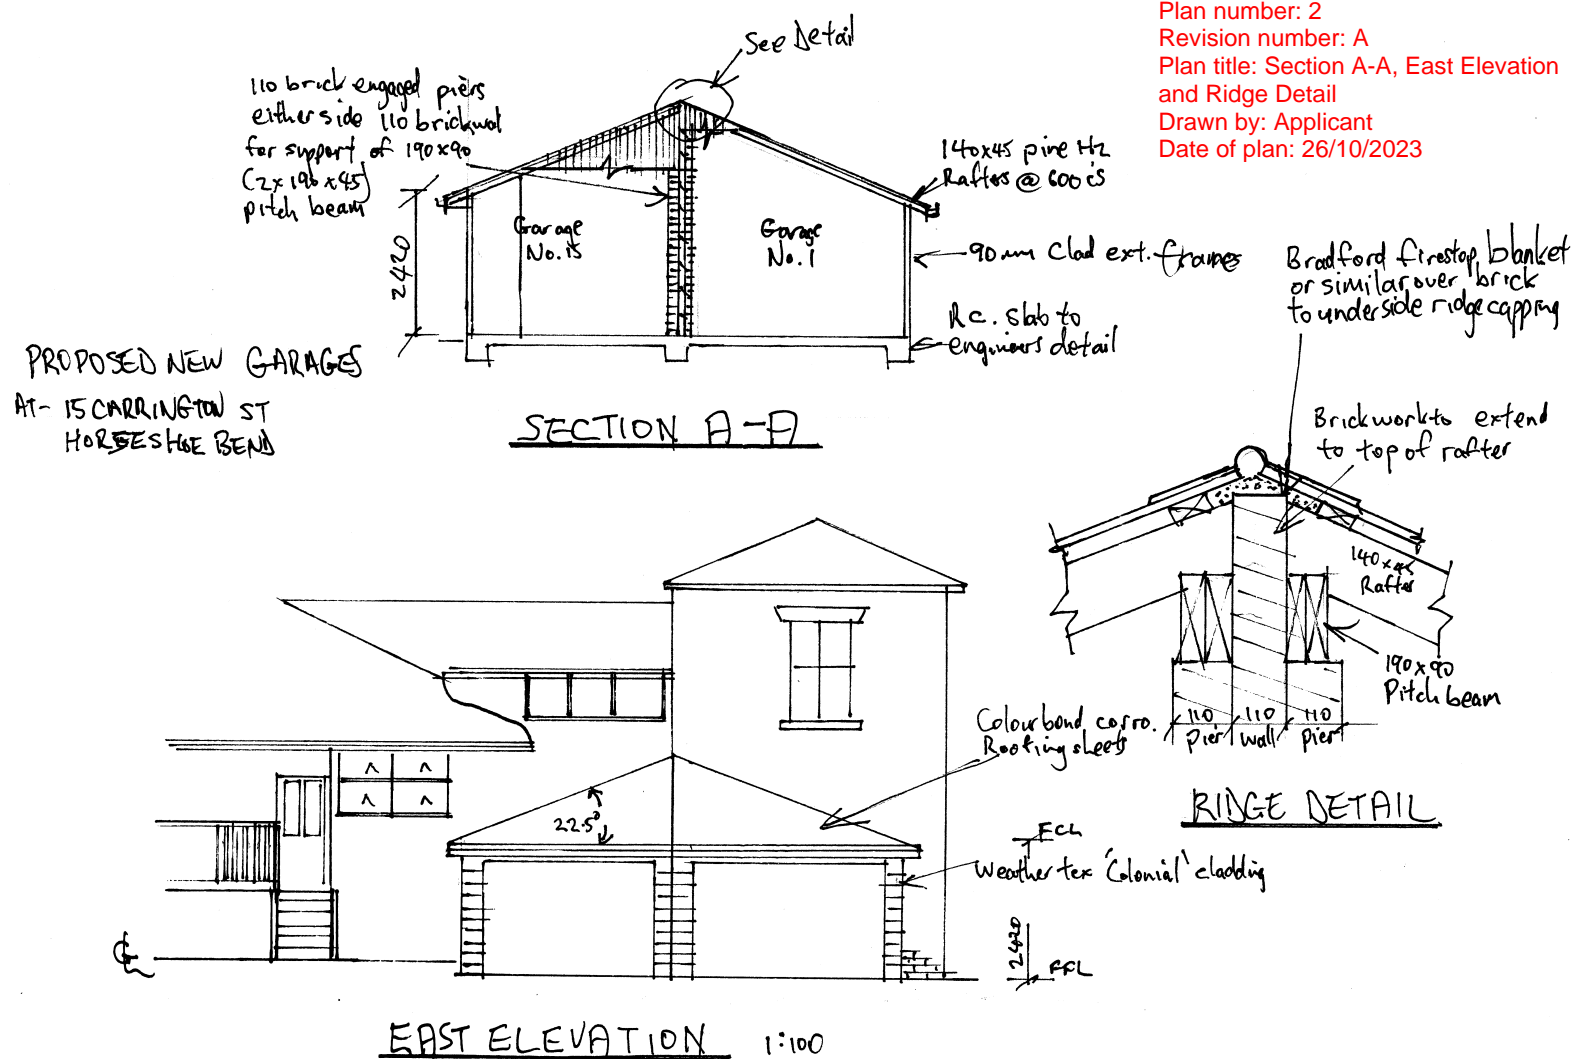 Plan number: 2
Revision number: A
Plan title: Section A-A, East Elevation
and Ridge Detail
Drawn by: Applicant
Date of plan: 26/10/2023
See Detail
110 brick engaged piers
either side 110 brickwal
for support of 190x90
(2x190x45)
pitch beam
140x45 pine H2
Rafters @ 600 cs
Garage
No. 15
Garage
No. 1
2420
90mm Clad ext. frames
R.c. slab to
engineers detail
Bradford firestop blanket
or similar over brick
to underside ridge capping
PROPOSED NEW GARAGES
AT- 15 CARRINGTON ST
HORSESHOE BEND
SECTION A-A
Brickwork to extend
to top of rafter
140x45
Rafter
190x90
Pitch beam
110 110 110
pier wall pier
RIDGE DETAIL
Colourbond corro.
Roofing sheets
22.5°
FCL
Weathertex 'Colonial' cladding
2420
FFL
GL
EAST ELEVATION 1:100